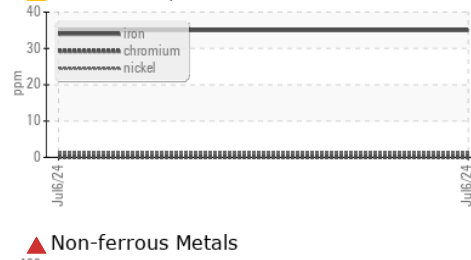 40
iron
30
chromium
nickel
20
ppm
10
0
Jul6/24
Jul6/24
Non-ferrous Metals